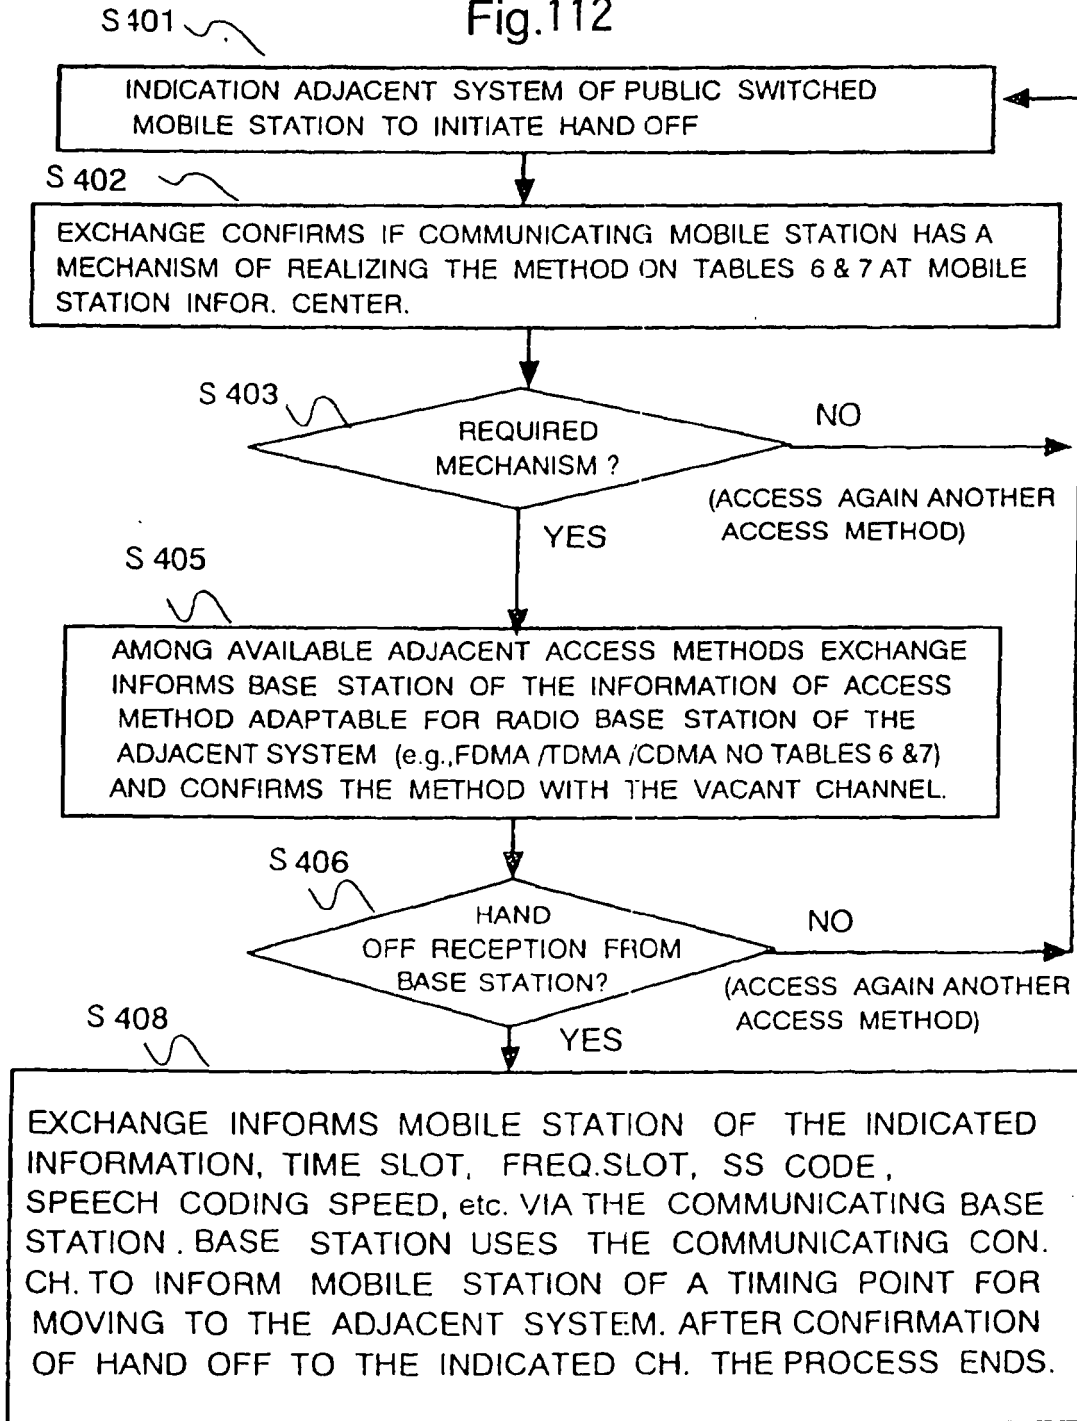 Fig.112
S 401
INDICATION ADJACENT SYSTEM OF PUBLIC SWITCHED
MOBILE STATION TO INITIATE HAND OFF
S 402
EXCHANGE CONFIRMS IF COMMUNICATING MOBILE STATION HAS A
MECHANISM OF REALIZING THE METHOD ON TABLES 6 & 7 AT MOBILE
STATION INFOR. CENTER.
S 403
REQUIRED
MECHANISM ?
NO
(ACCESS AGAIN ANOTHER
ACCESS METHOD)
YES
S 405
AMONG AVAILABLE ADJACENT ACCESS METHODS EXCHANGE
INFORMS BASE STATION OF THE INFORMATION OF ACCESS
METHOD ADAPTABLE FOR RADIO BASE STATION OF THE
ADJACENT SYSTEM (e.g.,FDMA /TDMA /CDMA NO TABLES 6 &7)
AND CONFIRMS THE METHOD WITH THE VACANT CHANNEL.
S 406
HAND
OFF RECEPTION FROM
BASE STATION?
NO
(ACCESS AGAIN ANOTHER
ACCESS METHOD)
YES
S 408
EXCHANGE INFORMS MOBILE STATION OF THE INDICATED
INFORMATION, TIME SLOT, FREQ.SLOT, SS CODE,
SPEECH CODING SPEED, etc. VIA THE COMMUNICATING BASE
STATION. BASE STATION USES THE COMMUNICATING CON.
CH. TO INFORM MOBILE STATION OF A TIMING POINT FOR
MOVING TO THE ADJACENT SYSTEM. AFTER CONFIRMATION
OF HAND OFF TO THE INDICATED CH. THE PROCESS ENDS.